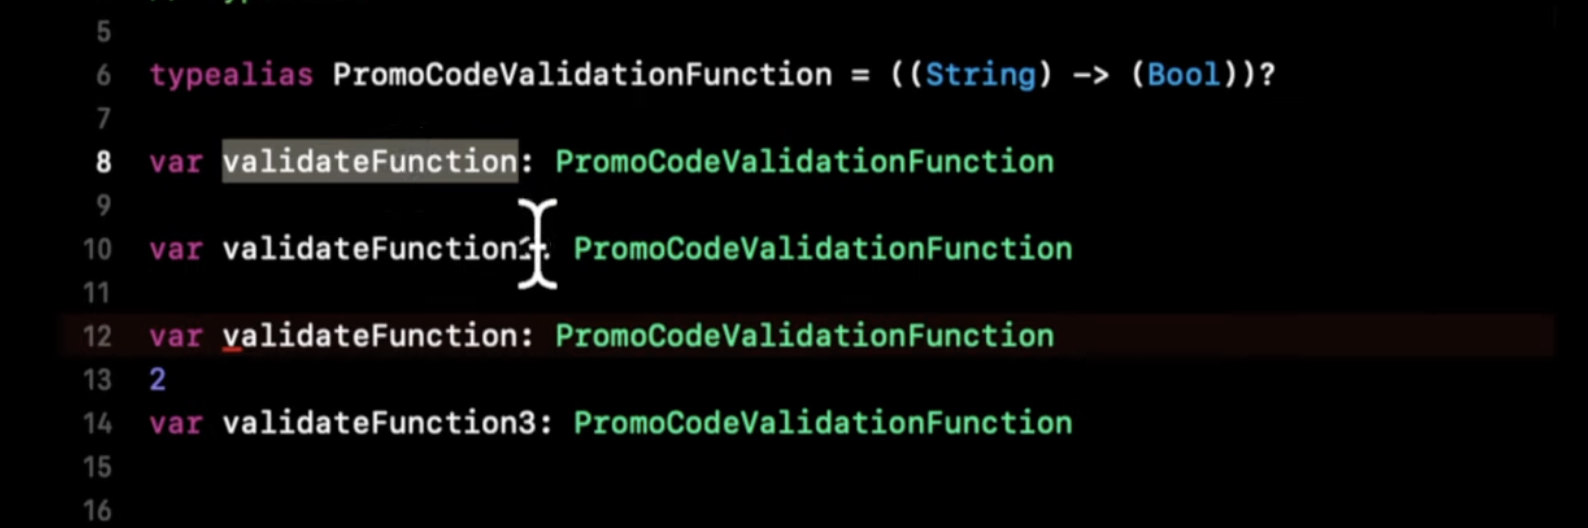 5
6 typealias PromoCodeValidationFunction = ((String) -> (Bool))?
7
8 var validateFunction: PromoCodeValidationFunction
9
10 var validateFunction PromoCodeValidationFunction
11
12 var validateFunction: PromoCodeValidationFunction
13 2
14 var validateFunction3: PromoCodeValidationFunction
15
16